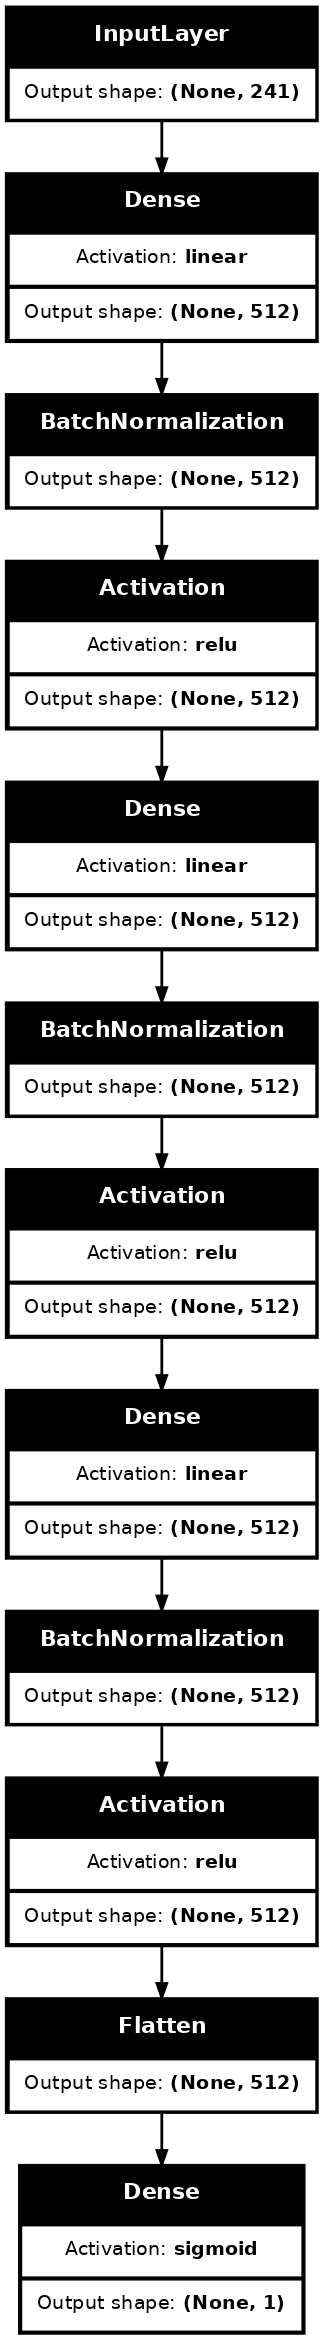 InputLayer
Output shape: (None, 241)
Dense
Activation: linear
Output shape: (None, 512)
BatchNormalization
Output shape: (None, 512)
Activation
Activation: relu
Output shape: (None, 512)
Dense
Activation: linear
Output shape: (None, 512)
BatchNormalization
Output shape: (None, 512)
Activation
Activation: relu
Output shape: (None, 512)
Dense
Activation: linear
Output shape: (None, 512)
BatchNormalization
Output shape: (None, 512)
Activation
Activation: relu
Output shape: (None, 512)
Flatten
Output shape: (None, 512)
Dense
Activation: sigmoid
Output shape: (None, 1)